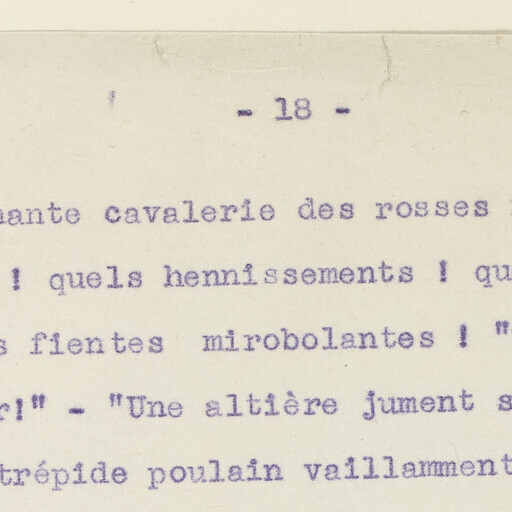 - 18 -
ante cavalerie des rosses
! quels hennissements ! qu
s fientes mirobolantes ! "
r!" - "Une altière jument s
trépide poulain vaillamment